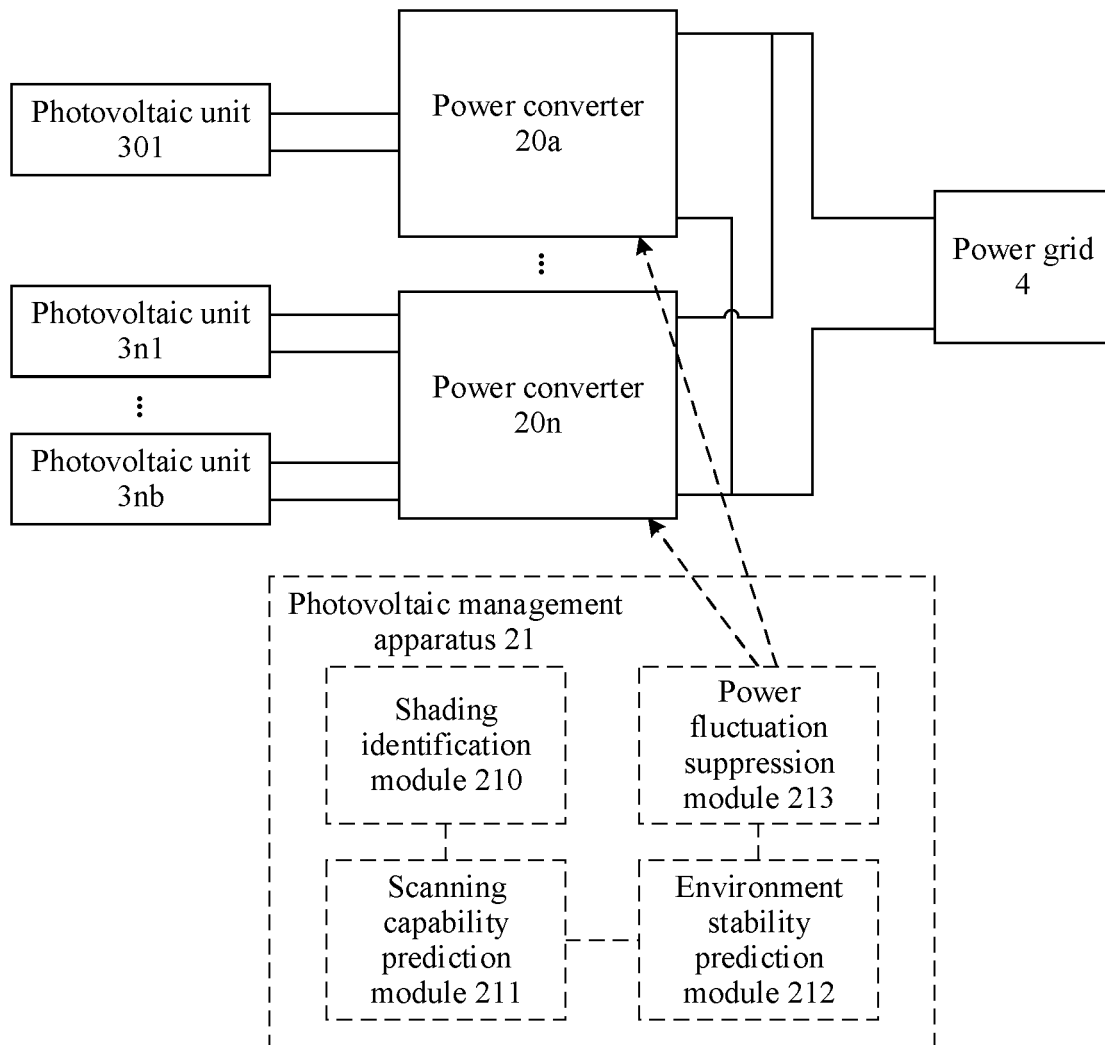 Photovoltaic unit
301
Power converter
20a
Power grid
4
Photovoltaic unit
3n1
Photovoltaic unit
3nb
Power converter
20n
Photovoltaic management
apparatus 21
Shading
identification
module 210
Power
fluctuation
suppression
module 213
Scanning
capability
prediction
module 211
Environment
stability
prediction
module 212